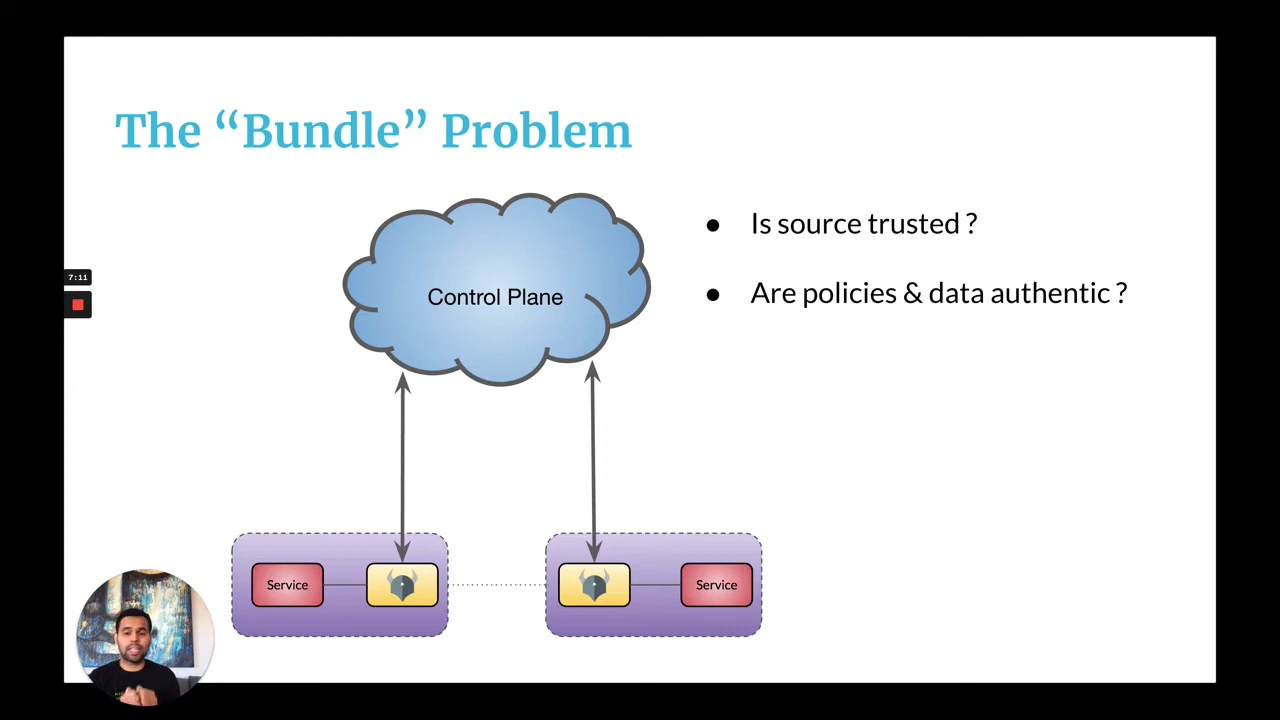 The “Bundle” Problem
Control Plane
Is source trusted ?
Are policies & data authentic ?
7:11
Service
Service